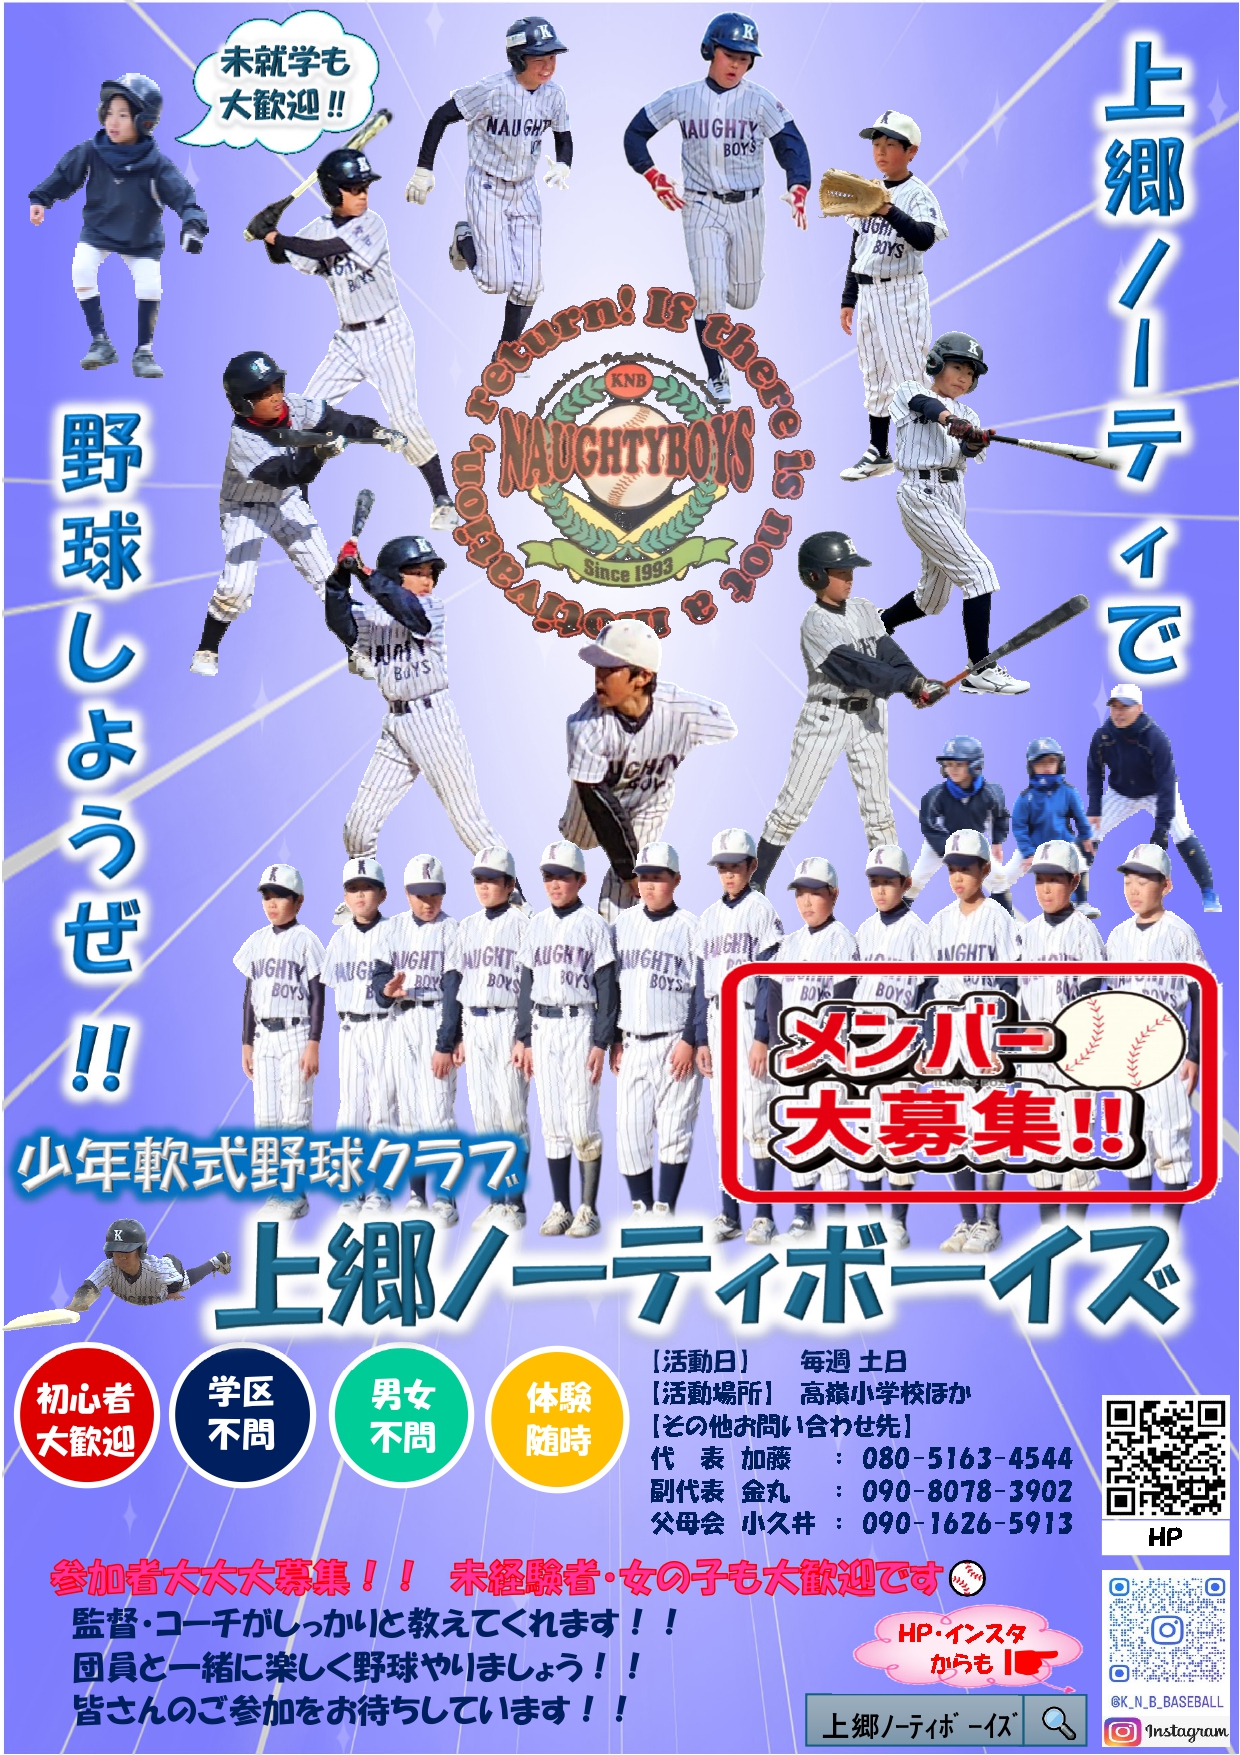 未就学も
大歓迎!!
上郷ノーティで
野球しようぜ!!
return! If there is not a motivation,
KNB
NAUGHTYBOYS
Since 1993
NAUGHTY
BOYS
メンバー
大募集!!
少年軟式野球クラブ
上郷ノーティボーイズ
初心者
大歓迎
学区
不問
男女
不問
体験
随時
【活動日】 毎週 土日
【活動場所】 高嶺小学校ほか
【その他お問い合わせ先】
代 表 加藤 : 080-5163-4544
副代表 金丸 : 090-8078-3902
父母会 小久井 : 090-1626-5913
HP
参加者大大大募集！！ 未経験者・女の子も大歓迎です
監督・コーチがしっかりと教えてくれます！！
団員と一緒に楽しく野球やりましょう！！
皆さんのご参加をお待ちしています！！
HP・インスタ
からも
上郷ノーティボーイズ
@K_N_B_BASEBALL
Instagram